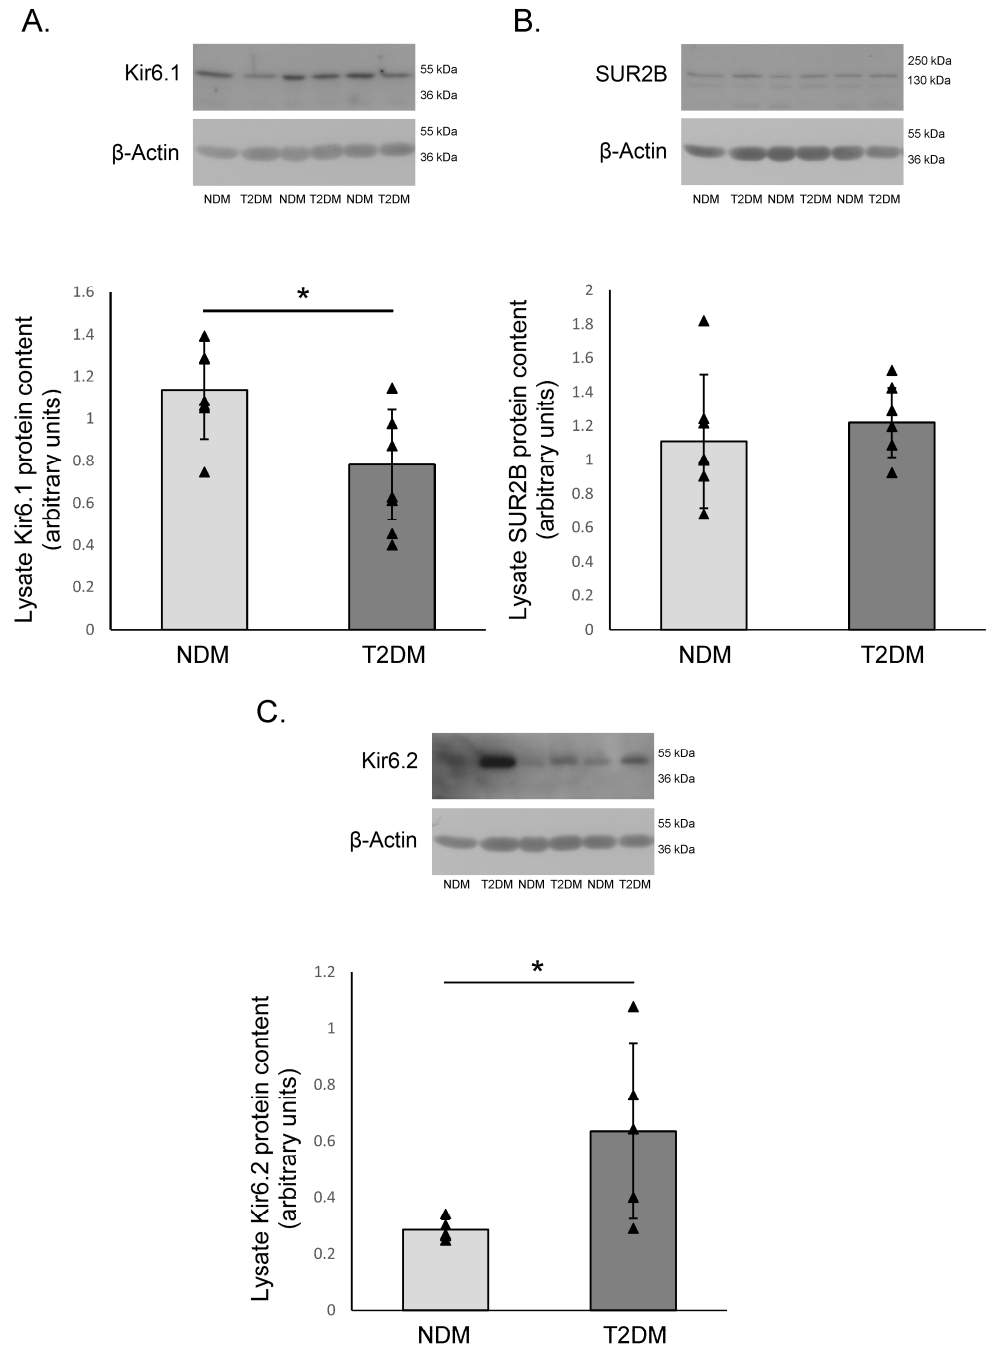 A.
Kir6.1
55 kDa
36 kDa
β-Actin
55 kDa
36 kDa
NDM T2DM NDM T2DM NDM T2DM
1.6
1.4
1.2
1
0.8
0.6
0.4
0.2
0
Lysate Kir6.1 protein content
(arbitrary units)
*
NDM T2DM
B.
SUR2B
250 kDa
130 kDa
β-Actin
55 kDa
36 kDa
NDM T2DM NDM T2DM NDM T2DM
2
1.8
1.6
1.4
1.2
1
0.8
0.6
0.4
0.2
0
Lysate SUR2B protein content
(arbitrary units)
NDM T2DM
C.
Kir6.2
55 kDa
36 kDa
β-Actin
55 kDa
36 kDa
NDM T2DM NDM T2DM NDM T2DM
1.2
1
0.8
0.6
0.4
0.2
0
Lysate Kir6.2 protein content
(arbitrary units)
*
NDM T2DM